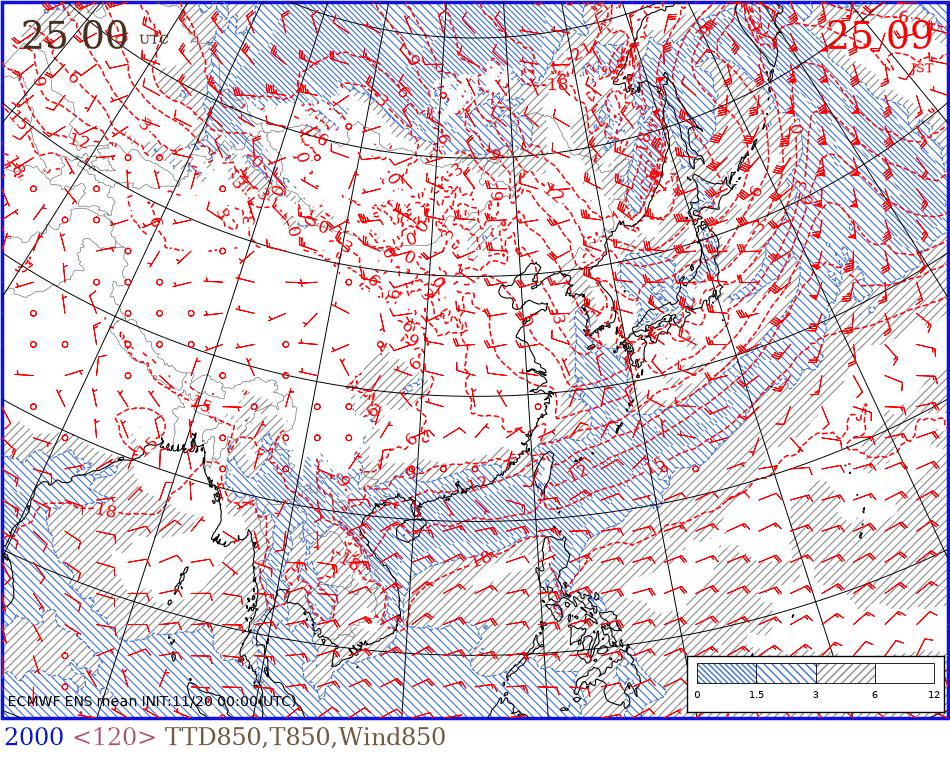 25 00 UTC
25 09
JST
ECMWF ENS mean INIT:11/20 00:00(UTC)
0 1.5 3 6 12
2000 <120> TTD850,T850,Wind850